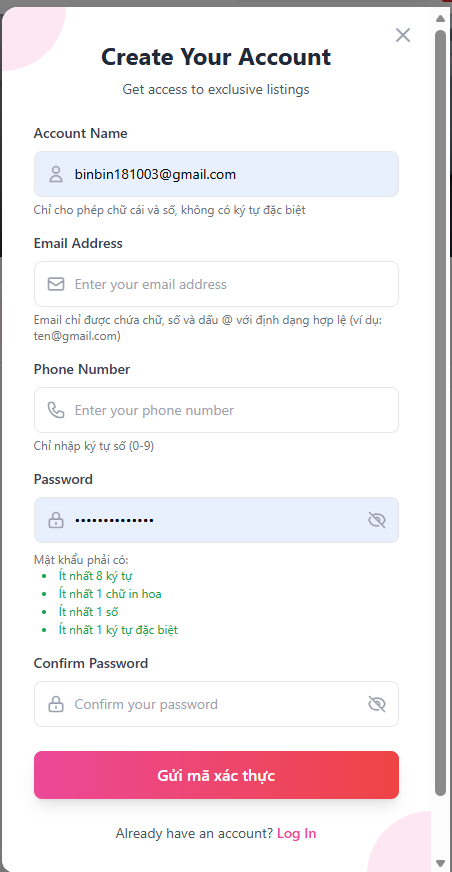 Create Your Account
Get access to exclusive listings
Account Name
binbin181003@gmail.com
Chỉ cho phép chữ cái và số, không có ký tự đặc biệt
Email Address
Enter your email address
Email chỉ được chứa chữ, số và dấu @ với định dạng hợp lệ (ví dụ:
ten@gmail.com)
Phone Number
Enter your phone number
Chỉ nhập ký tự số (0-9)
Password
••••••••••••••
Mật khẩu phải có:
• Ít nhất 8 ký tự
• Ít nhất 1 chữ in hoa
• Ít nhất 1 số
• Ít nhất 1 ký tự đặc biệt
Confirm Password
Confirm your password
Gửi mã xác thực
Already have an account? Log In